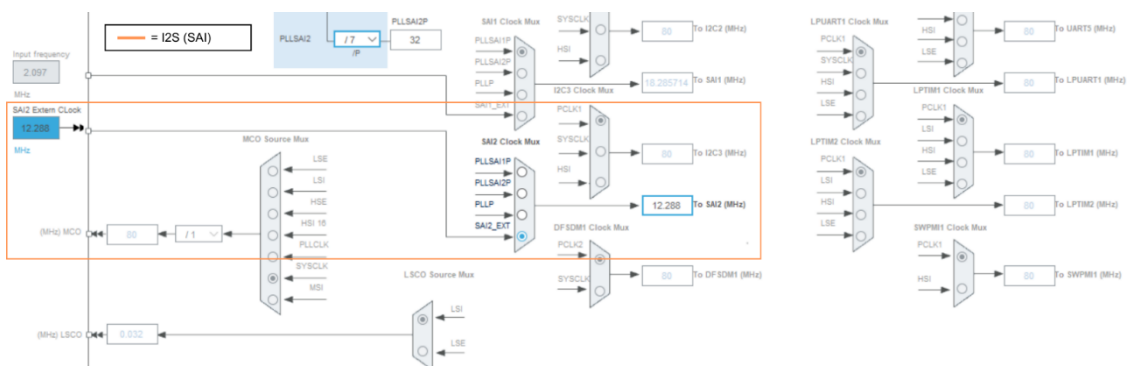 = I2S (SAI)
PLLSAI2
/ 7
/P
PLLSAI2P
32
Input frequency
2.097
MHz
SAI2 Extern CLock
12.288
MHz
SAI1 Clock Mux
PLLSAI1P
PLLSAI2P
PLLP
SAI1_EXT
18.285714
To SAI1 (MHz)
SYSCLK
HSI
80
To I2C2 (MHz)
I2C3 Clock Mux
PCLK1
SYSCLK
HSI
80
To I2C3 (MHz)
MCO Source Mux
LSE
LSI
HSE
HSI 16
PLLCLK
SYSCLK
MSI
(MHz) MCO
80
/ 1
SAI2 Clock Mux
PLLSAI1P
PLLSAI2P
PLLP
SAI2_EXT
12.288
To SAI2 (MHz)
DFSDM1 Clock Mux
PCLK2
SYSCLK
80
To DFSDM1 (MHz)
LSCO Source Mux
LSI
LSE
(MHz) LSCO
0.032
LPUART1 Clock Mux
PCLK1
SYSCLK
HSI
LSE
80
To LPUART1 (MHz)
HSI
LSE
80
To UART5 (MHz)
LPTIM1 Clock Mux
PCLK1
LSI
HSI
LSE
80
To LPTIM1 (MHz)
LPTIM2 Clock Mux
PCLK1
LSI
HSI
LSE
80
To LPTIM2 (MHz)
SWPMI1 Clock Mux
PCLK1
HSI
80
To SWPMI1 (MHz)